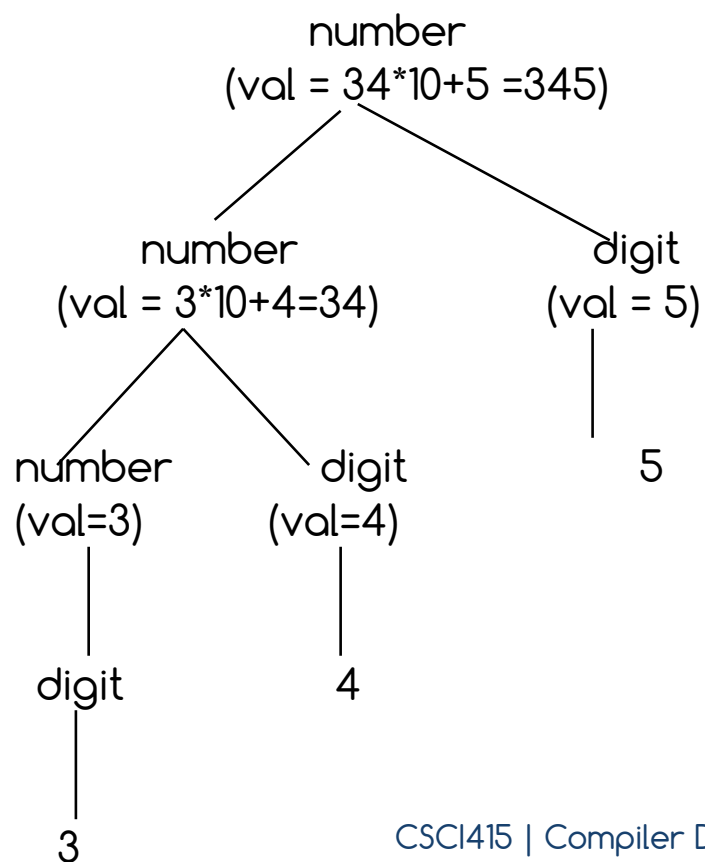 number
(val = 34*10+5 =345)
number
(val = 3*10+4=34)
digit
(val = 5)
number
(val=3)
digit
(val=4)
5
digit
4
3
CSCI415 | Compiler D